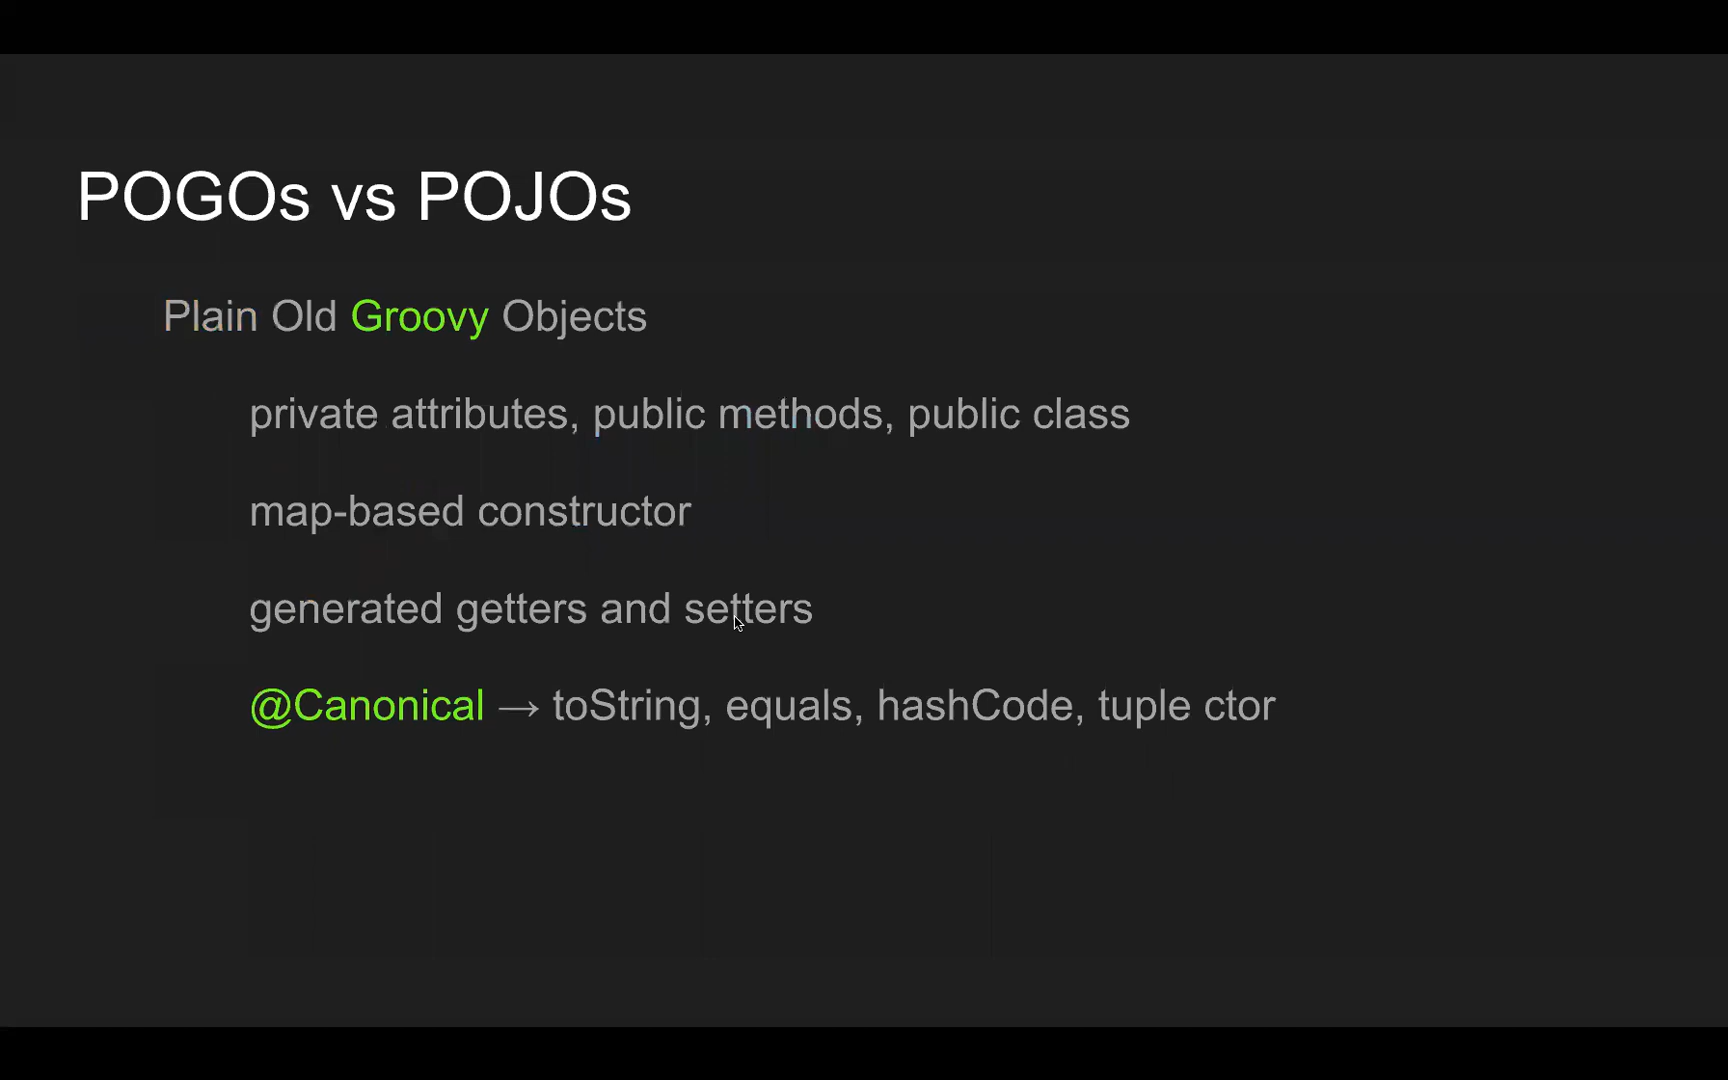 POGOs vs POJOs
Plain Old Groovy Objects
private attributes, public methods, public class
map-based constructor
generated getters and setters
@Canonical → toString, equals, hashCode, tuple ctor